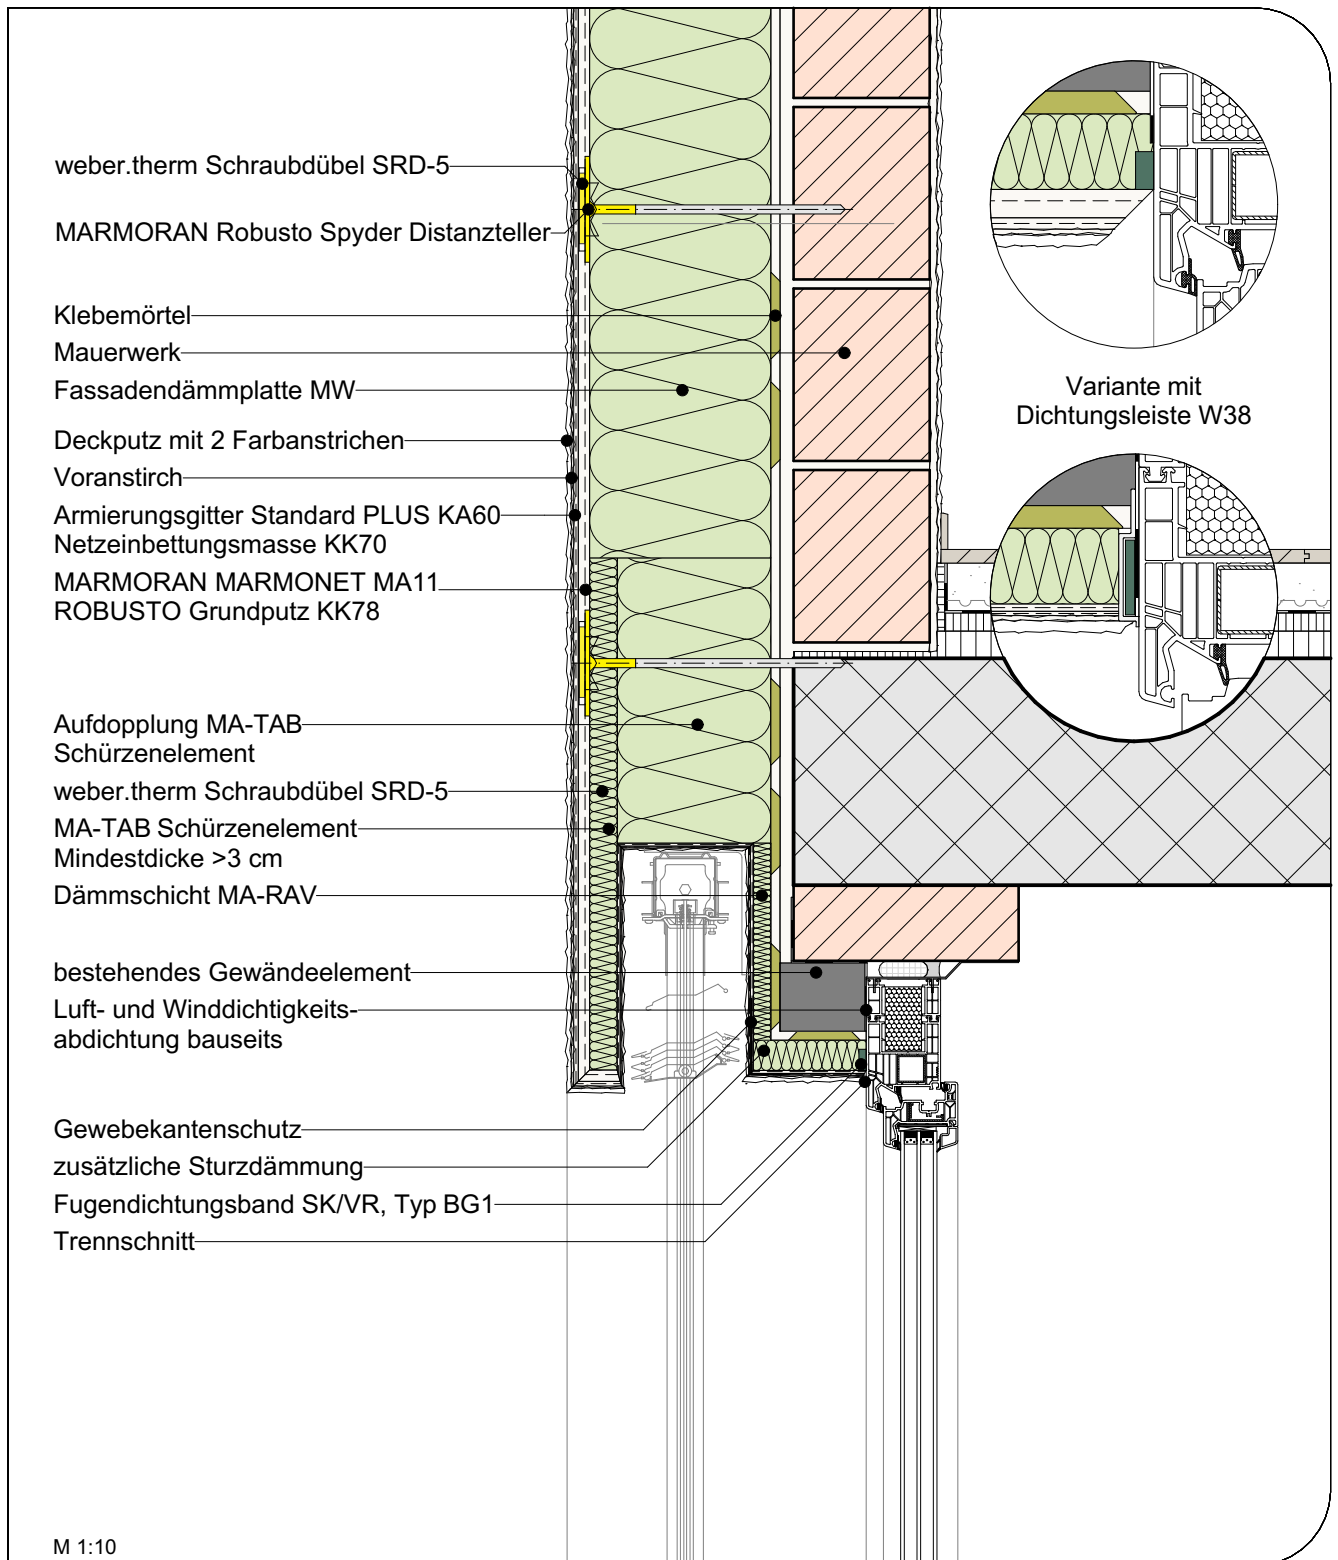 weber.therm Schraubdübel SRD-5
MARMORAN Robusto Spyder Distanzteller
Klebemörtel
Mauerwerk
Fassadendämmplatte MW
Variante mit
Dichtungsleiste W38
Deckputz mit 2 Farbanstrichen
Voranstirch
Armierungsgitter Standard PLUS KA60
Netzeinbettungsmasse KK70
MARMORAN MARMONET MA11
ROBUSTO Grundputz KK78
Aufdopplung MA-TAB
Schürzenelement
weber.therm Schraubdübel SRD-5
MA-TAB Schürzenelement
Mindestdicke >3 cm
Dämmschicht MA-RAV
bestehendes Gewändeelement
Luft- und Winddichtigkeits-
abdichtung bauseits
Gewebekantenschutz
zusätzliche Sturzdämmung
Fugendichtungsband SK/VR, Typ BG1
Trennschnitt
M 1:10